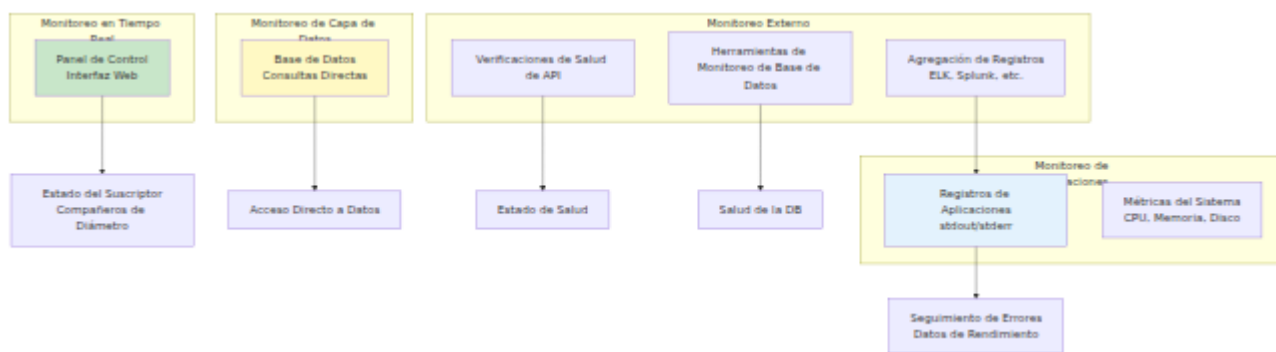 Monitoreo en Tiempo
Real
Panel de Control
Interfaz Web
Estado del Suscriptor
Compañeros de
Diámetro
Monitoreo de Capa de
Datos
Base de Datos
Consultas Directas
Acceso Directo a Datos
Monitoreo Externo
Verificaciones de Salud
de API
Estado de Salud
Herramientas de
Monitoreo de Base de
Datos
Salud de la DB
Agregación de Registros
ELK, Splunk, etc.
Monitoreo de
Registros de
Aplicaciones
stdout/stderr
Métricas del Sistema
CPU, Memoria, Disco
Seguimiento de Errores
Datos de Rendimiento